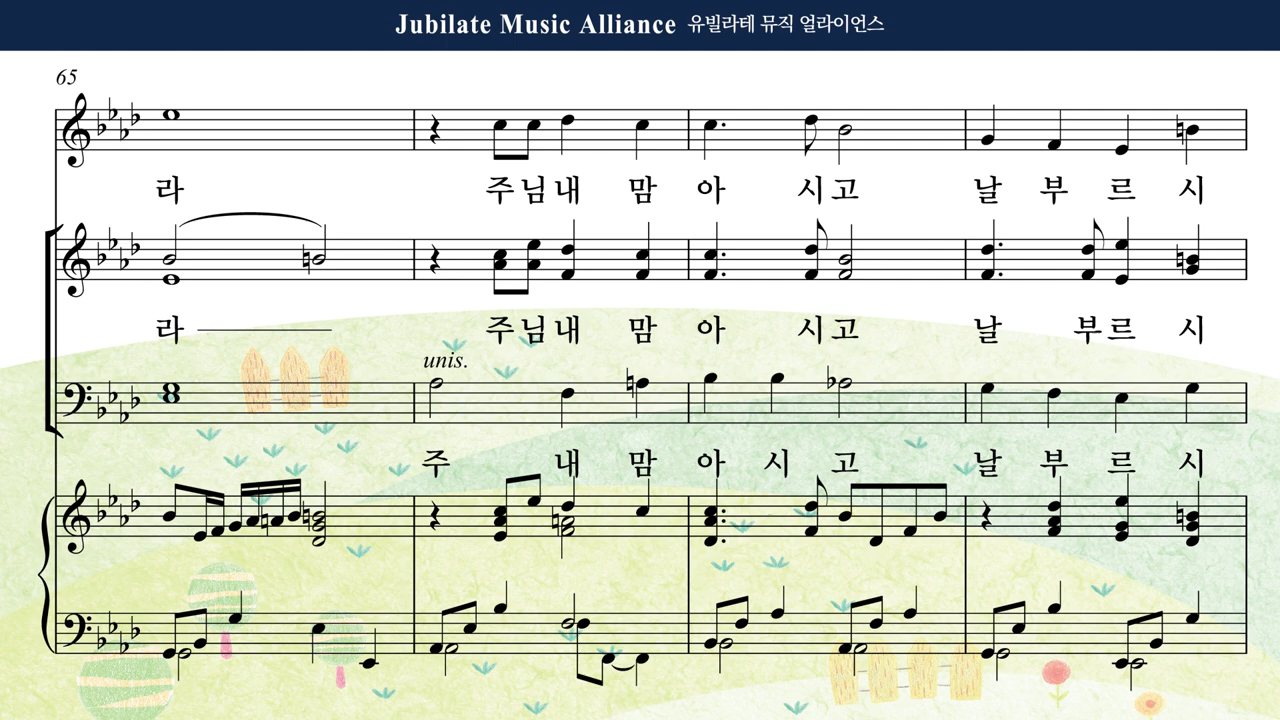 Jubilate Music Alliance 유빌라테 뮤직 얼라이언스
65
라 주님내 맘 아 시고 날 부 르 시
라 주님내 맘 아 시고 날 부르 시
unis.
주 내 맘 아 시 고 날 부 르 시